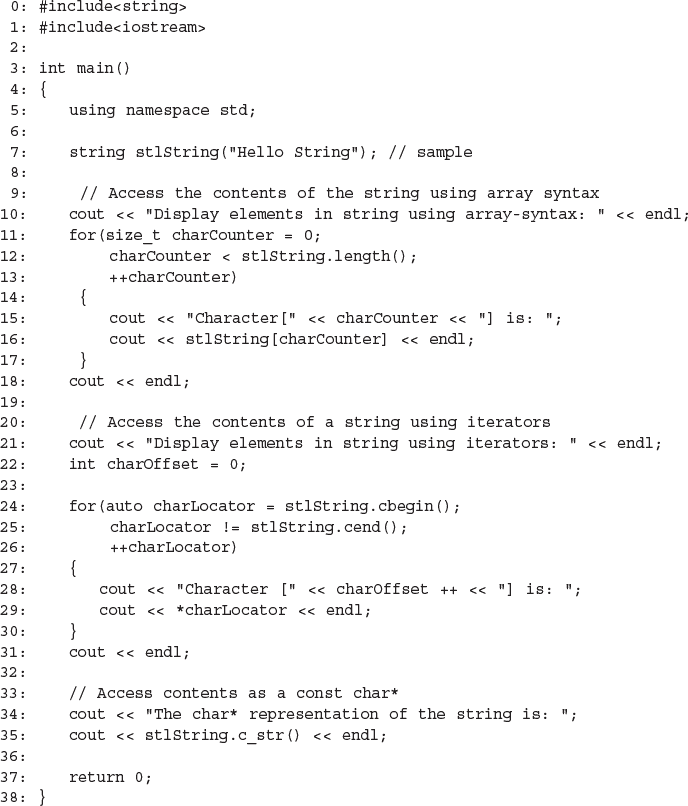 0: #include<string>
1: #include<iostream>
2:
3: int main()
4: {
5:    using namespace std;
6:
7:    string stlString("Hello String"); // sample
8:
9:     // Access the contents of the string using array syntax
10:    cout << "Display elements in string using array-syntax: " << endl;
11:    for(size_t charCounter = 0;
12:        charCounter < stlString.length();
13:        ++charCounter)
14:     {
15:        cout << "Character[" << charCounter << "] is: ";
16:        cout << stlString[charCounter] << endl;
17:     }
18:    cout << endl;
19:
20:     // Access the contents of a string using iterators
21:    cout << "Display elements in string using iterators: " << endl;
22:    int charOffset = 0;
23:
24:    for(auto charLocator = stlString.cbegin();
25:        charLocator != stlString.cend();
26:        ++charLocator)
27:    {
28:       cout << "Character [" << charOffset ++ << "] is: ";
29:       cout << *charLocator << endl;
30:    }
31:    cout << endl;
32:
33:    // Access contents as a const char*
34:    cout << "The char* representation of the string is: ";
35:    cout << stlString.c_str() << endl;
36:
37:    return 0;
38: }